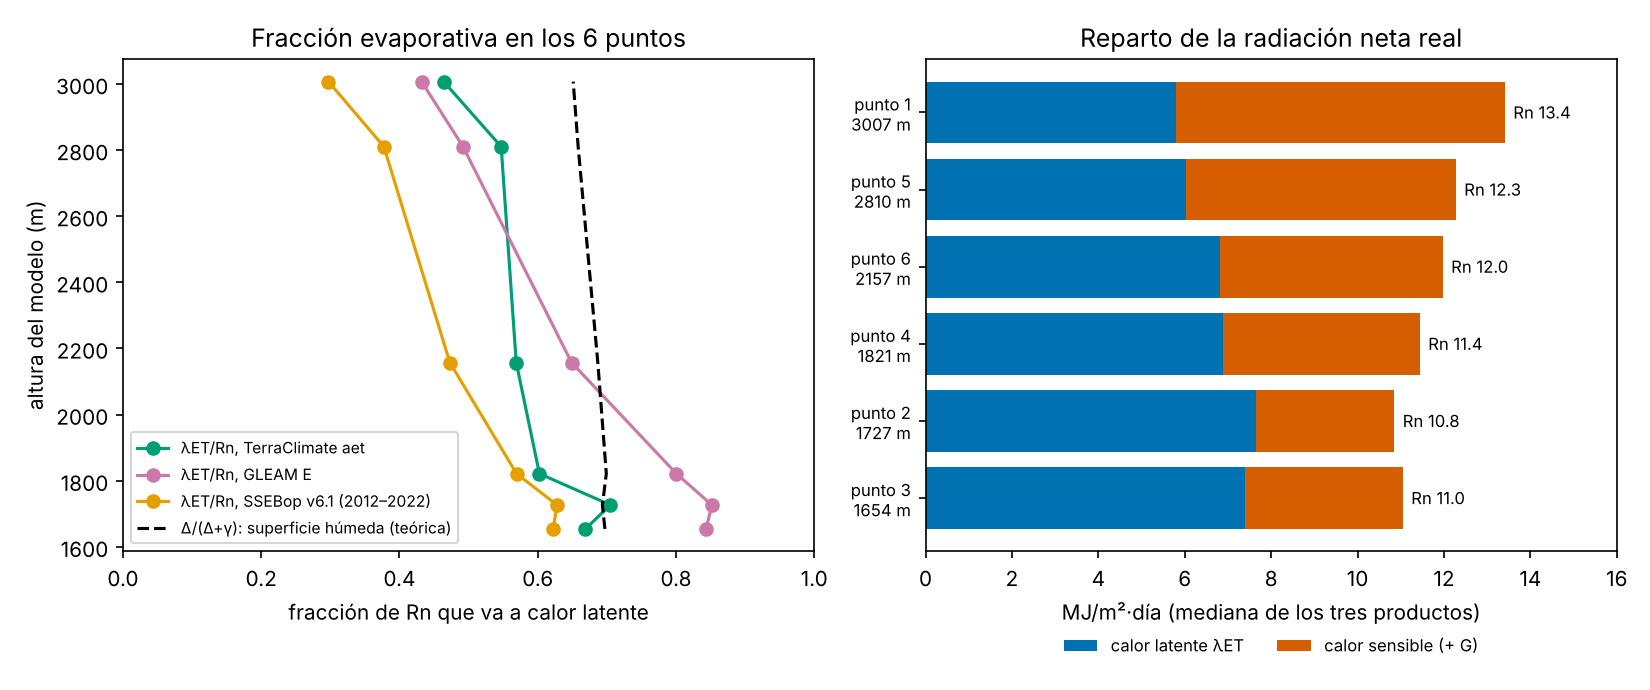 Fracción evaporativa en los 6 puntos
altura del modelo (m)
3000
2800
2600
2400
2200
2000
1800
1600
λET/Rn, TerraClimate aet
λET/Rn, GLEAM E
λET/Rn, SSEBop v6.1 (2012–2022)
Δ/(Δ+γ): superficie húmeda (teórica)
0.0 0.2 0.4 0.6 0.8 1.0
fracción de Rn que va a calor latente
Reparto de la radiación neta real
punto 1
3007 m
Rn 13.4
punto 5
2810 m
Rn 12.3
punto 6
2157 m
Rn 12.0
punto 4
1821 m
Rn 11.4
punto 2
1727 m
Rn 10.8
punto 3
1654 m
Rn 11.0
0 2 4 6 8 10 12 14 16
MJ/m²·día (mediana de los tres productos)
calor latente λET
calor sensible (+ G)